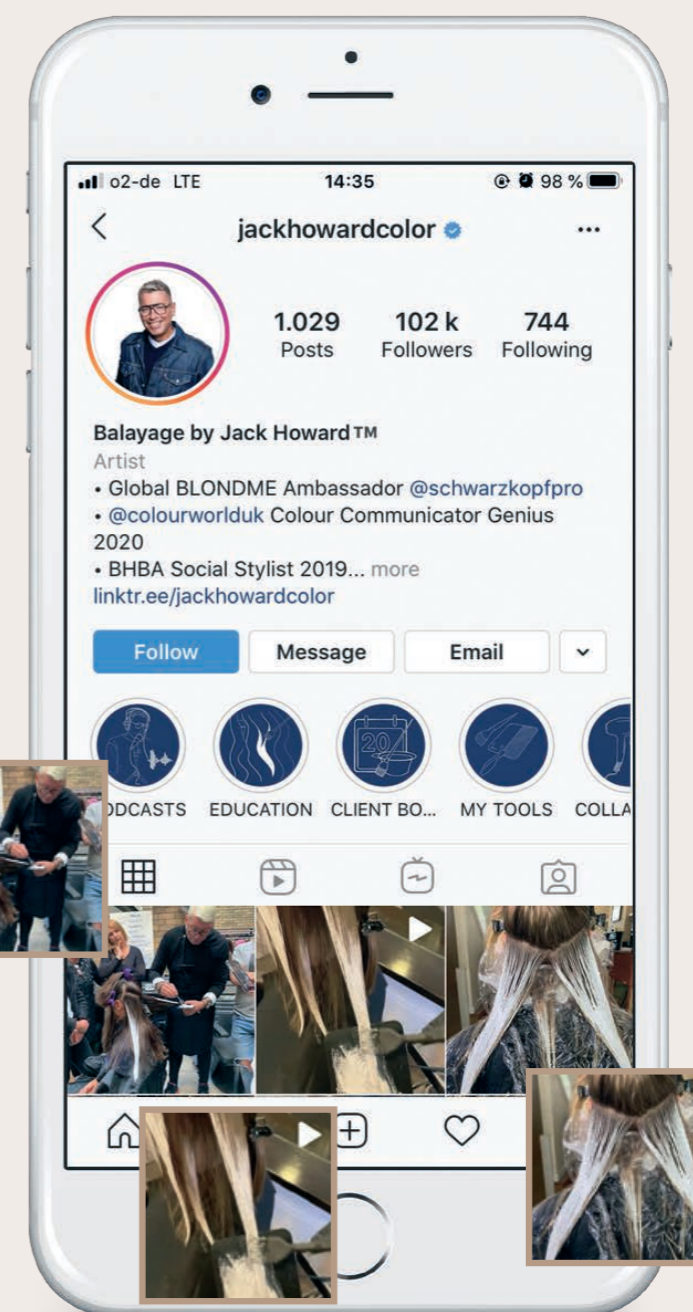 o2-de LTE 14:35 98 %
jackhowardcolor
1.029 102 k 744
Posts Followers Following
Balayage by Jack Howard™
Artist
• Global BLONDME Ambassador @schwarzkopfpro
• @colourworlduk Colour Communicator Genius
2020
• BHBA Social Stylist 2019... more
linktr.ee/jackhowardcolor
Follow Message Email
20
ODCASTS EDUCATION CLIENT BO... MY TOOLS COLLA